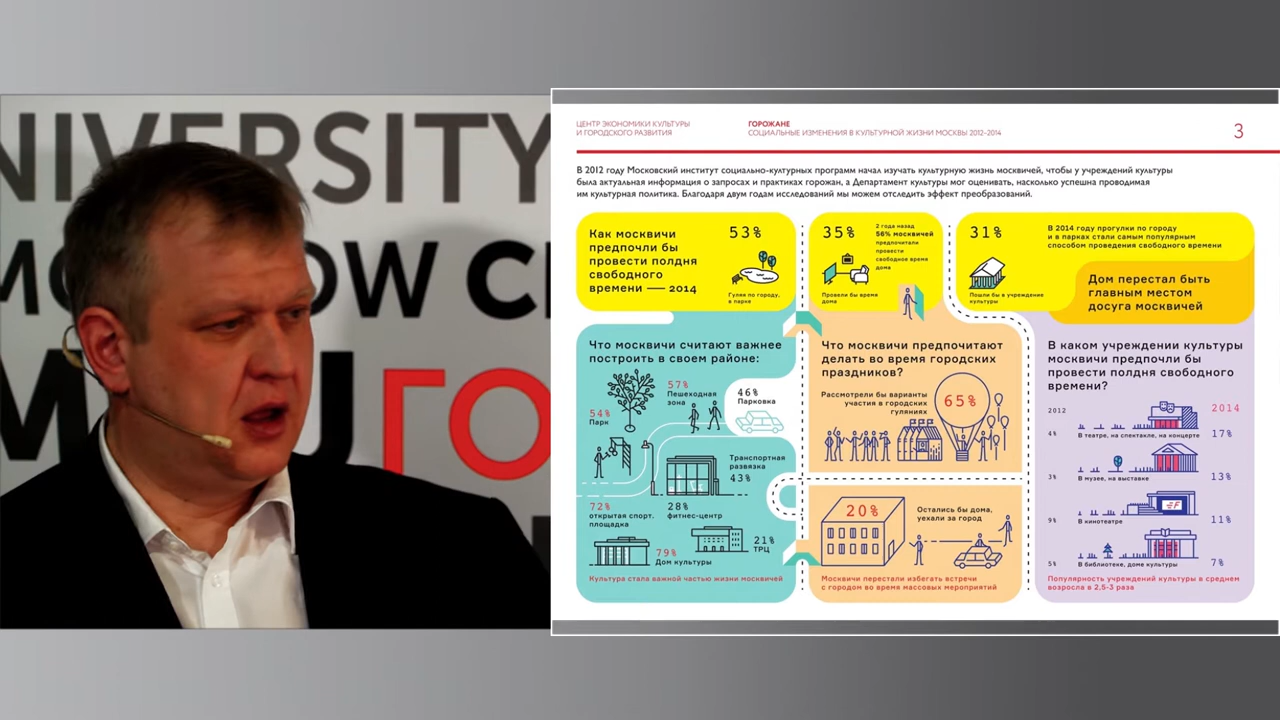 NIVERSITY
MO OW C
M U ГО
ЦЕНТР ЭКОНОМИКИ КУЛЬТУРЫ
И ГОРОДСКОГО РАЗВИТИЯ
ГОРОЖАНЕ
СОЦИАЛЬНЫЕ ИЗМЕНЕНИЯ В КУЛЬТУРНОЙ ЖИЗНИ МОСКВЫ 2012–2014
3
В 2012 году Московский институт социально-културных программ начал изучать культурную жизнь москвичей, чтобы у учреждений культуры
была актуальная информация о запросах и практиках горожан, а Департамент культуры мог оценивать, насколько успешна проводимая
им культурная политика. Благодаря двум годам исследований мы можем отследить эффект преобразований.
Как москвичи
предпочли бы
провести полдня
свободного
времени — 2014
53%
Гуляя по городу,
в парке
35%
Провели бы время
дома
2 года назад
56% москвичей
предпочитали
провести
свободное время
дома
31%
Пошли бы в учреждение
культуры
В 2014 году прогулки по городу
и в парках стали самым популярным
способом проведения свободного времени
Дом перестал быть
главным местом
досуга москвичей
Что москвичи считают важнее
построить в своем районе:
57%
Пешеходная
зона
46%
Парковка
54%
Парк
Транспортная
развязка
43%
72%
открытая спорт.
площадка
28%
фитнес-центр
21%
ТРЦ
79%
Дом культуры
Культура стала важной частью жизни москвичей
Что москвичи предпочитают
делать во время городских
праздников?
Рассмотрели бы варианты
участия в городских
гуляниях
65%
20%
Остались бы дома,
уехали за город
Москвичи перестали избегать встречи
с городом во время массовых мероприятий
В каком учреждении культуры
москвичи предпочли бы
провести полдня свободного
времени?
2012
2014
4%
В театре, на спектакле, на концерте
17%
3%
В музее, на выставке
13%
9%
В кинотеатре
11%
5%
В библиотеке, доме культуры
7%
Популярность учреждений культуры в среднем
возросла в 2,5-3 раза